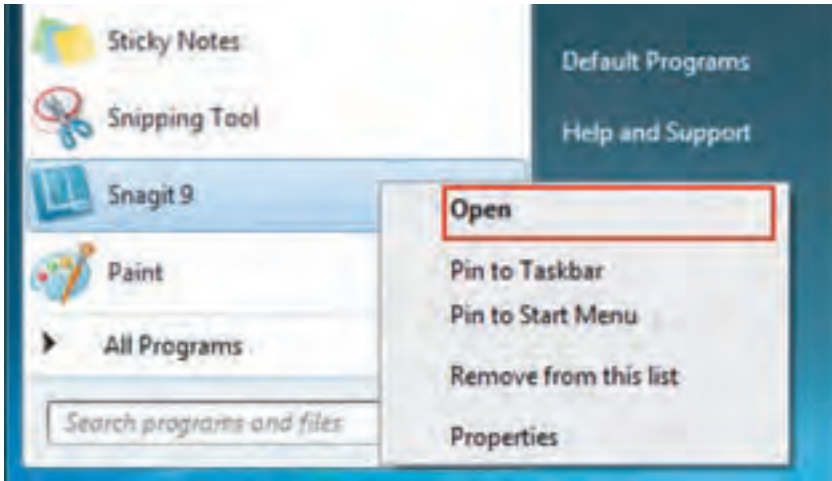 Sticky Notes
Snipping Tool
Snagit 9
Paint
All Programs
Search programs and files
Default Programs
Help and Support
Open
Pin to Taskbar
Pin to Start Menu
Remove from this list
Properties